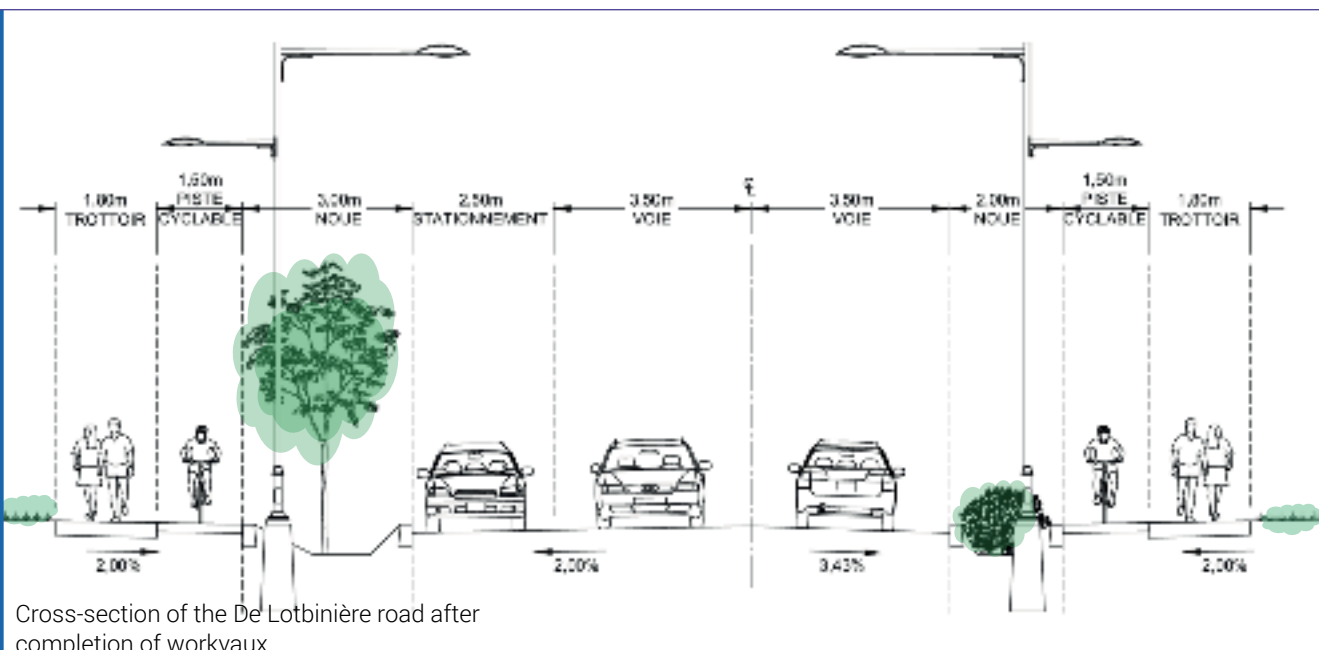 1,80m
TROTTOIR
1,50m
PISTE
CYCLABLE
3,00m
NOUE
2,50m
STATIONNEMENT
3,50m
VOIE
3,50m
VOIE
2,00m
NOUE
1,50m
PISTE
CYCLABLE
1,80m
TROTTOIR
2,00%
2,00%
3,43%
2,00%
Cross-section of the De Lotbinière road after
completion of workvaux